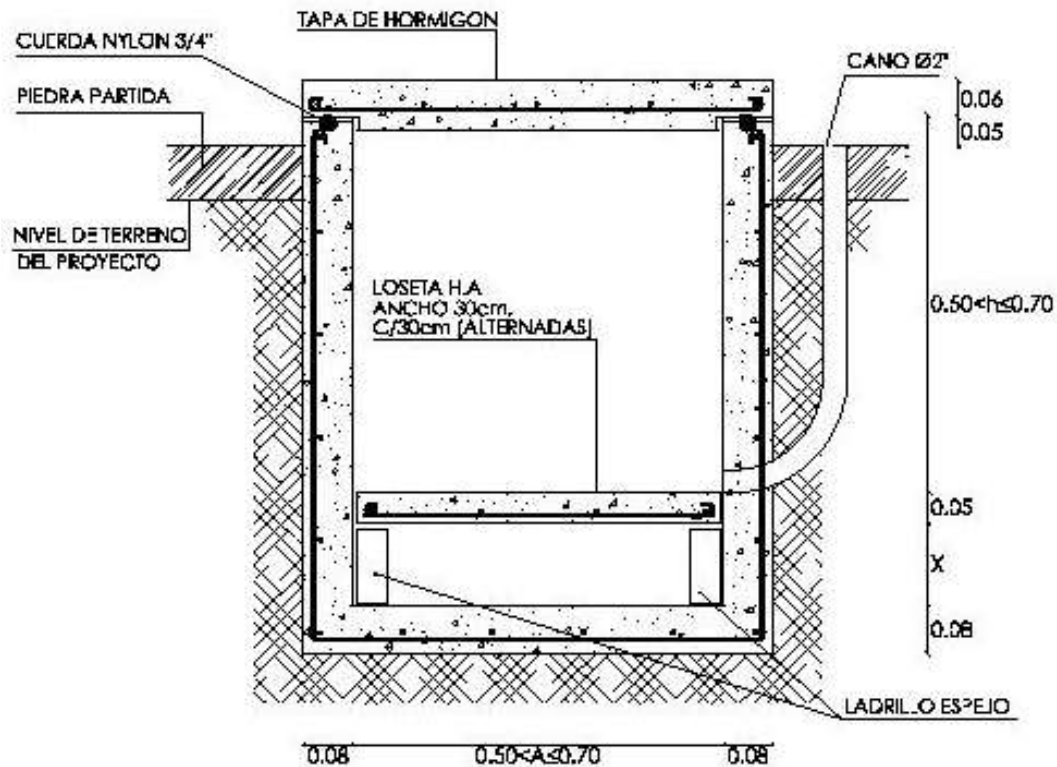 TAPA DE HORMIGON
CUERDA NYLON 3/4"
CANO Ø2"
PIEDRA PARTIDA
0.06
0.05
NIVEL DE TERRENO
DEL PROYECTO
LOSETA H.A
ANCHO 30cm,
C/30cm (ALTERNADAS)
0.50<h≤0.70
0.05
X
0.08
LADRILLO ESPEJO
0.08
0.50<A≤0.70
0.08